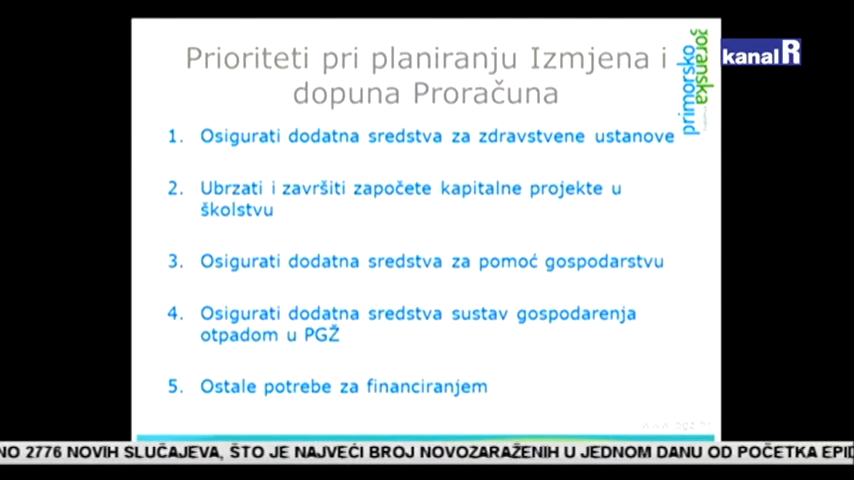 Prioriteti pri planiranju Izmjena i
dopuna Proračuna
primorsko
goranska
kanal R
1. Osigurati dodatna sredstva za zdravstvene ustanove
2. Ubrzati i završiti započete kapitalne projekte u
školstvu
3. Osigurati dodatna sredstva za pomoć gospodarstvu
4. Osigurati dodatna sredstva sustav gospodarenja
otpadom u PGŽ
5. Ostale potrebe za financiranjem
NO 2776 NOVIH SLUČAJEVA, ŠTO JE NAJVEĆI BROJ NOVOZARAŽENIH U JEDNOM DANU OD POČETKA EPID